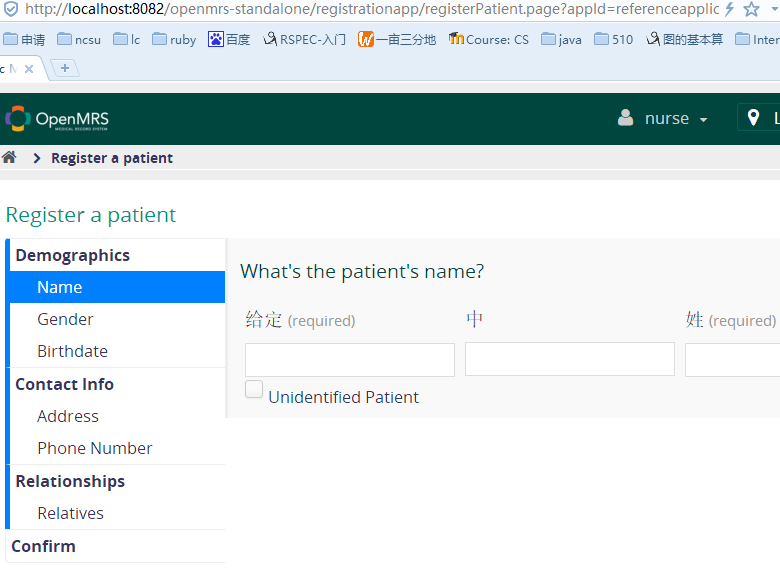 http://localhost:8082/openmrs-standalone/registrationapp/registerPatient.page?appId=referenceapplic
申请 ncsu lc ruby 百度 RSPEC-入门 一亩三分地 Course: CS java 510 图的基本算 Inter
OpenMRS
MEDICAL RECORD SYSTEM
nurse
Register a patient
Register a patient
Demographics
Name
Gender
Birthdate
Contact Info
Address
Phone Number
Relationships
Relatives
Confirm
What's the patient's name?
给定 (required) 中 姓 (required)
Unidentified Patient